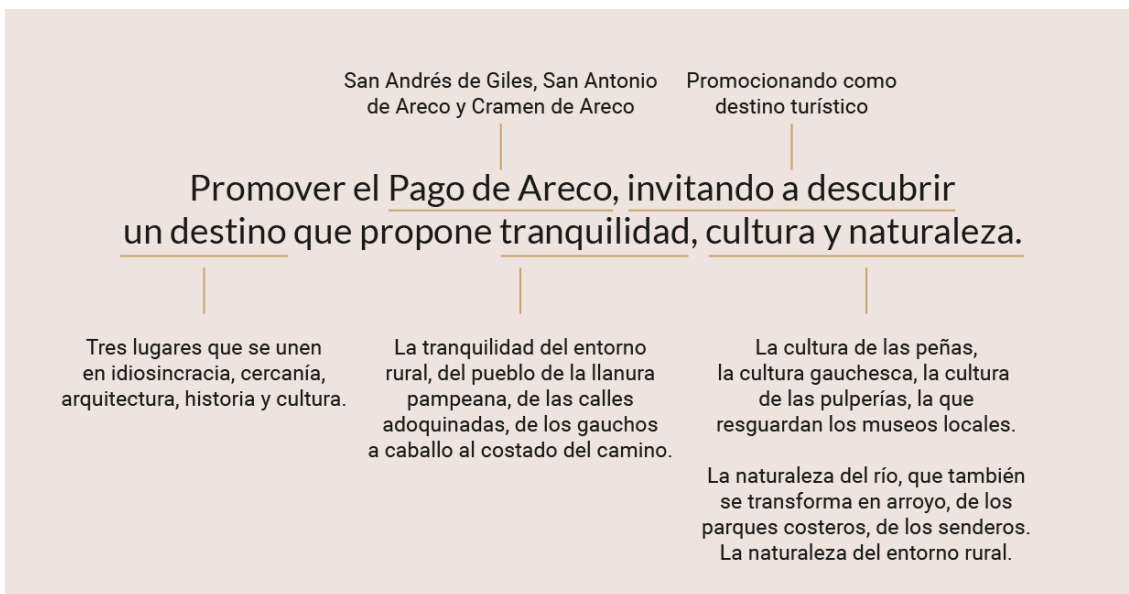 San Andrés de Giles, San Antonio
de Areco y Cramen de Areco
Promocionando como
destino turístico
Promover el Pago de Areco, invitando a descubrir
un destino que propone tranquilidad, cultura y naturaleza.
Tres lugares que se unen
en idiosincracia, cercanía,
arquitectura, historia y cultura.
La tranquilidad del entorno
rural, del pueblo de la llanura
pampeana, de las calles
adoquinadas, de los gauchos
a caballo al costado del camino.
La cultura de las peñas,
la cultura gauchesca, la cultura
de las pulperías, la que
resguardan los museos locales.
La naturaleza del río, que también
se transforma en arroyo, de los
parques costeros, de los senderos.
La naturaleza del entorno rural.